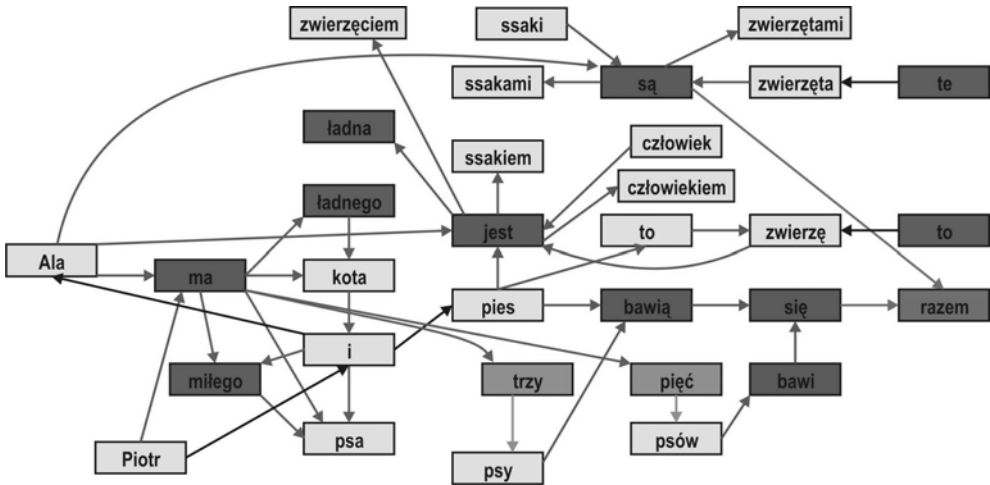 zwierzęciem
ssaki
zwierzętami
ssakami
są
zwierzęta
te
ładna
ssakiem
człowiek
człowiekiem
ładnego
jest
to
zwierzę
to
Ala
ma
kota
pies
bawią
się
razem
i
miłego
trzy
pięć
bawi
psa
Piotr
psy
psów